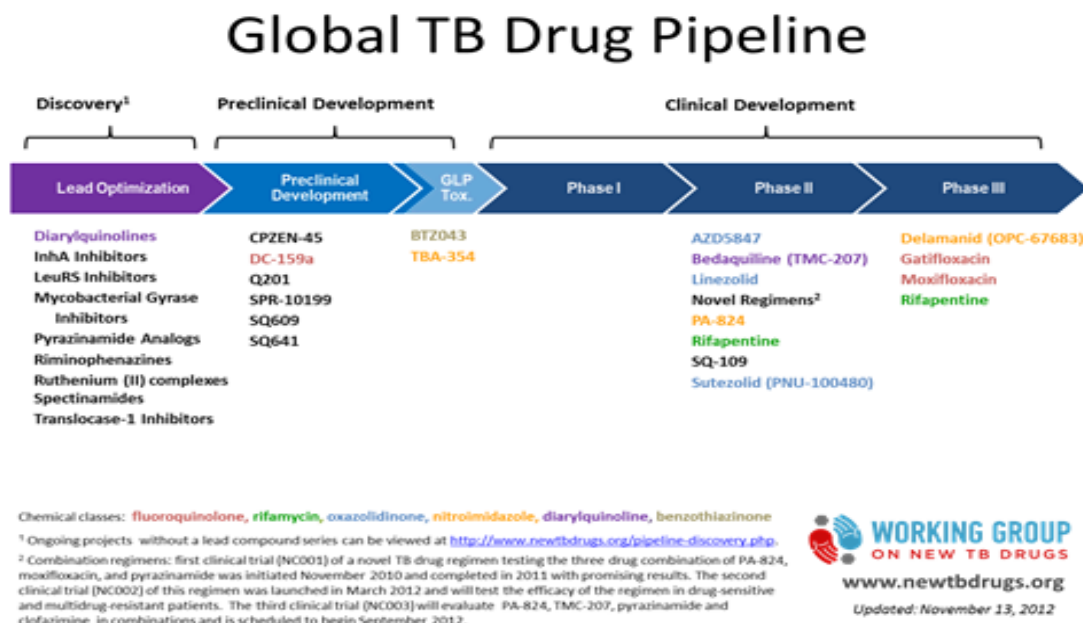 Global TB Drug Pipeline
Discovery¹
Preclinical Development
Clinical Development
Lead Optimization
Preclinical
Development
GLP
Tox.
Phase I
Phase II
Phase III
Diarylquinolines
InhA Inhibitors
LeuRS Inhibitors
Mycobacterial Gyrase
Inhibitors
Pyrazinamide Analogs
Riminophenazines
Ruthenium (II) complexes
Spectinamides
Translocase-1 Inhibitors
CPZEN-45
DC-159a
Q201
SPR-10199
SQ609
SQ641
BTZ043
TBA-354
AZD5847
Bedaquiline (TMC-207)
Linezolid
Novel Regimens²
PA-824
Rifapentine
SQ-109
Sutezolid (PNU-100480)
Delamanid (OPC-67683)
Gatifloxacin
Moxifloxacin
Rifapentine
Chemical classes: fluoroquinolone, rifamycin, oxazolidinone, nitroimidazole, diarylquinoline, benzothiazinone
¹ Ongoing projects without a lead compound series can be viewed at http://www.newtbdrugs.org/pipeline-discovery.php.
² Combination regimens: first clinical trial (NC001) of a novel TB drug regimen testing the three drug combination of PA-824,
moxifloxacin, and pyrazinamide was initiated November 2010 and completed in 2011 with promising results. The second
clinical trial (NC002) of this regimen was launched in March 2012 and will test the efficacy of the regimen in drug-sensitive
and multidrug-resistant patients. The third clinical trial (NC003) will evaluate PA-824, TMC-207, pyrazinamide and
clofazimine in combinations and is scheduled to begin September 2012.
WORKING GROUP
ON NEW TB DRUGS
www.newtbdrugs.org
Updated: November 13, 2012